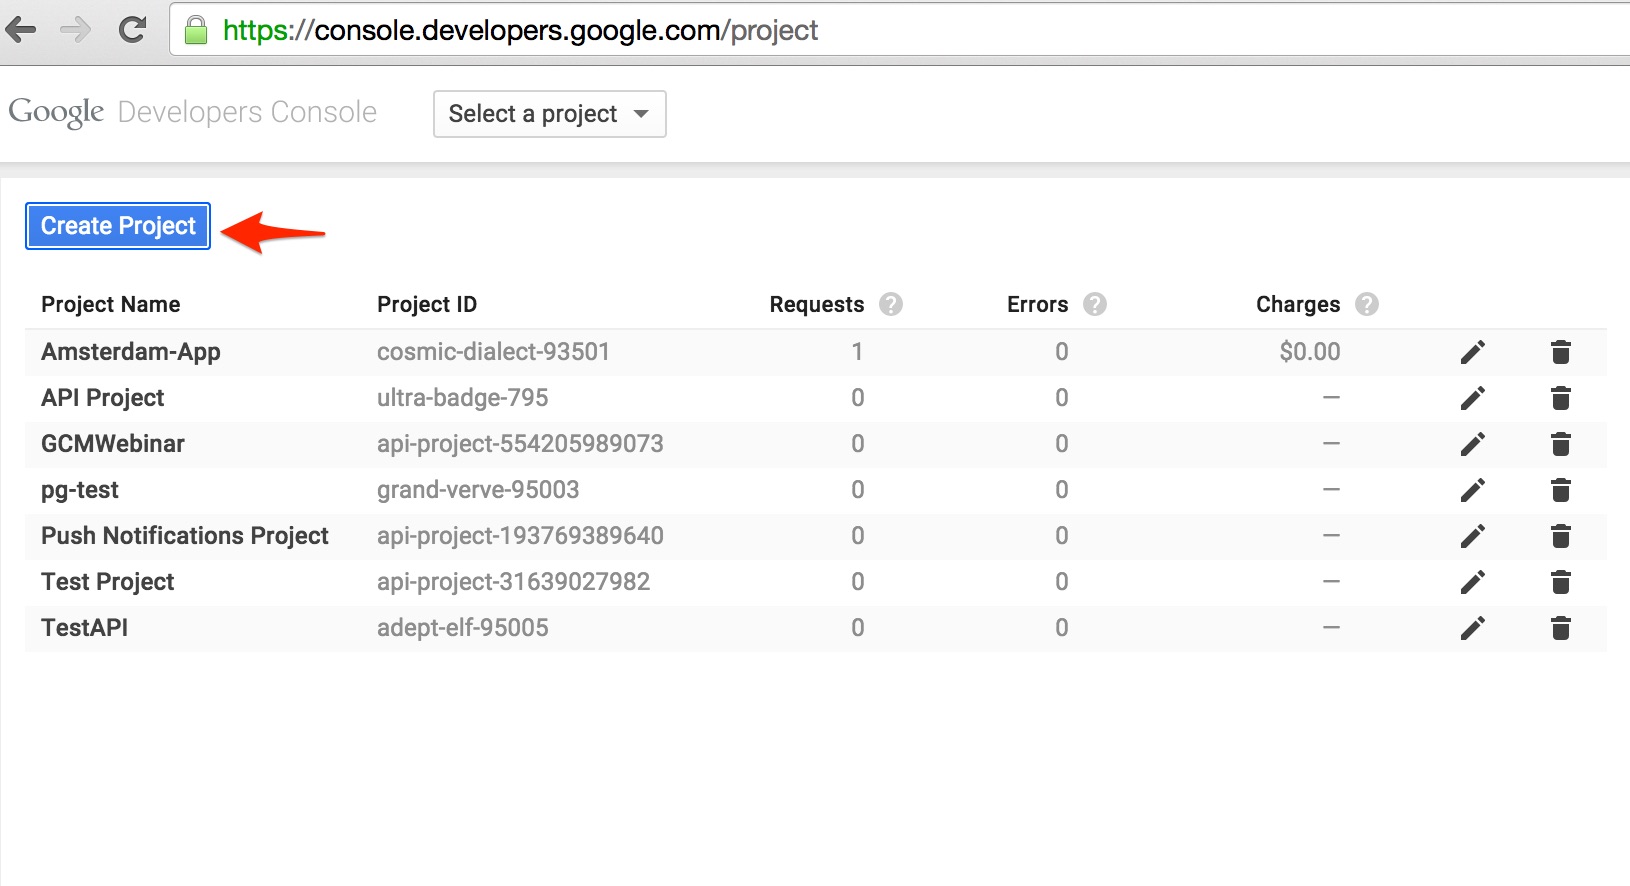 https://console.developers.google.com/project
Google Developers Console Select a project
Create Project
Project Name Project ID Requests ? Errors ? Charges ?
Amsterdam-App cosmic-dialect-93501 1 0 $0.00
API Project ultra-badge-795 0 0 —
GCMWebinar api-project-554205989073 0 0 —
pg-test grand-verve-95003 0 0 —
Push Notifications Project api-project-193769389640 0 0 —
Test Project api-project-31639027982 0 0 —
TestAPI adept-elf-95005 0 0 —